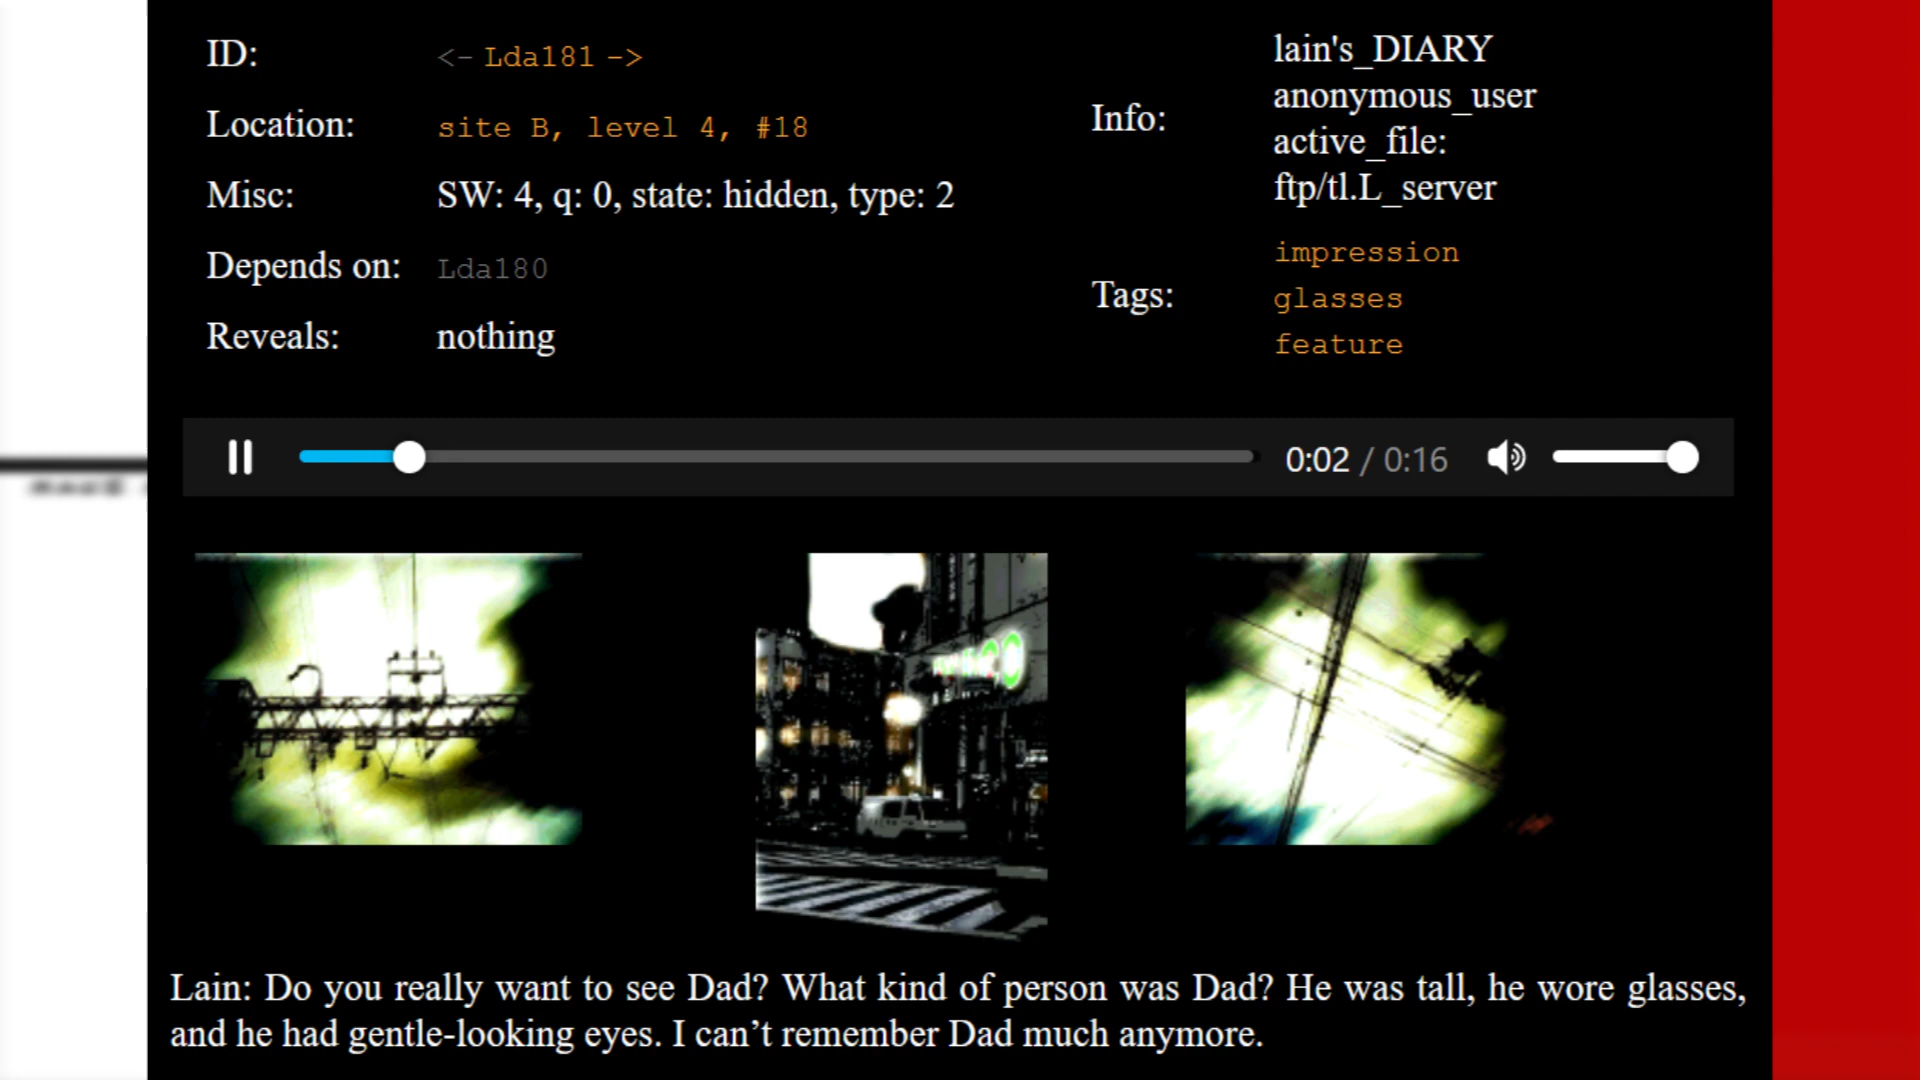 ID: <- Lda181 ->
Location: site B, level 4, #18
Misc: SW: 4, q: 0, state: hidden, type: 2
Depends on: Lda180
Reveals: nothing
Info: lain's_DIARY
anonymous_user
active_file:
ftp/tl.L_server
Tags: impression
glasses
feature
0:02 / 0:16
Lain: Do you really want to see Dad? What kind of person was Dad? He was tall, he wore glasses,
and he had gentle-looking eyes. I can’t remember Dad much anymore.